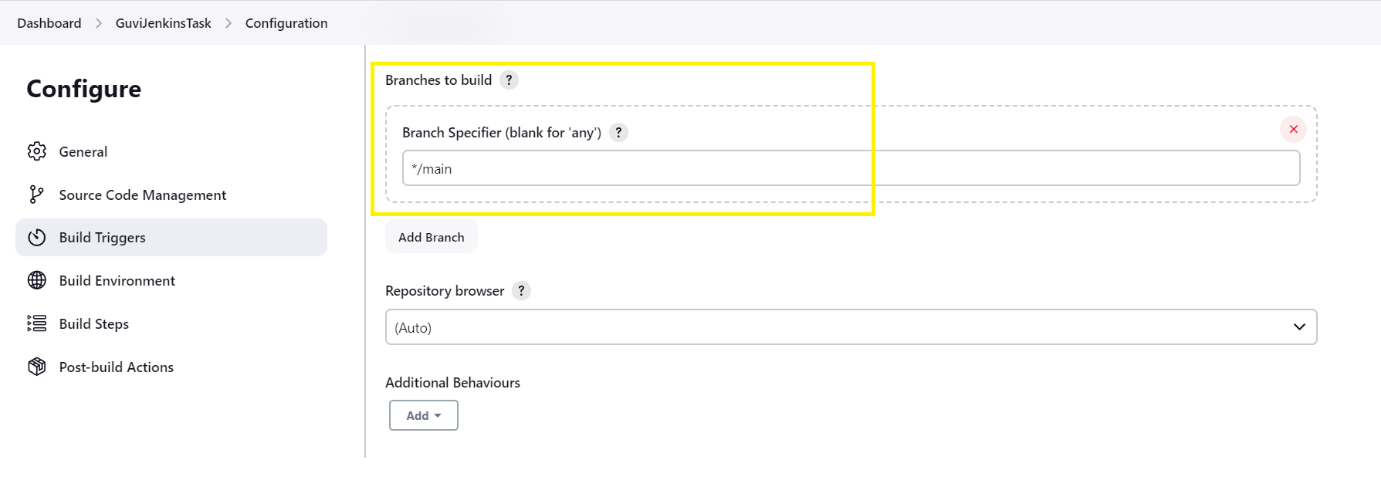 Dashboard > GuviJenkinsTask > Configuration
Configure
General
Source Code Management
Build Triggers
Build Environment
Build Steps
Post-build Actions
Branches to build ?
Branch Specifier (blank for 'any') ?
*/main
Add Branch
Repository browser ?
(Auto)
Additional Behaviours
Add